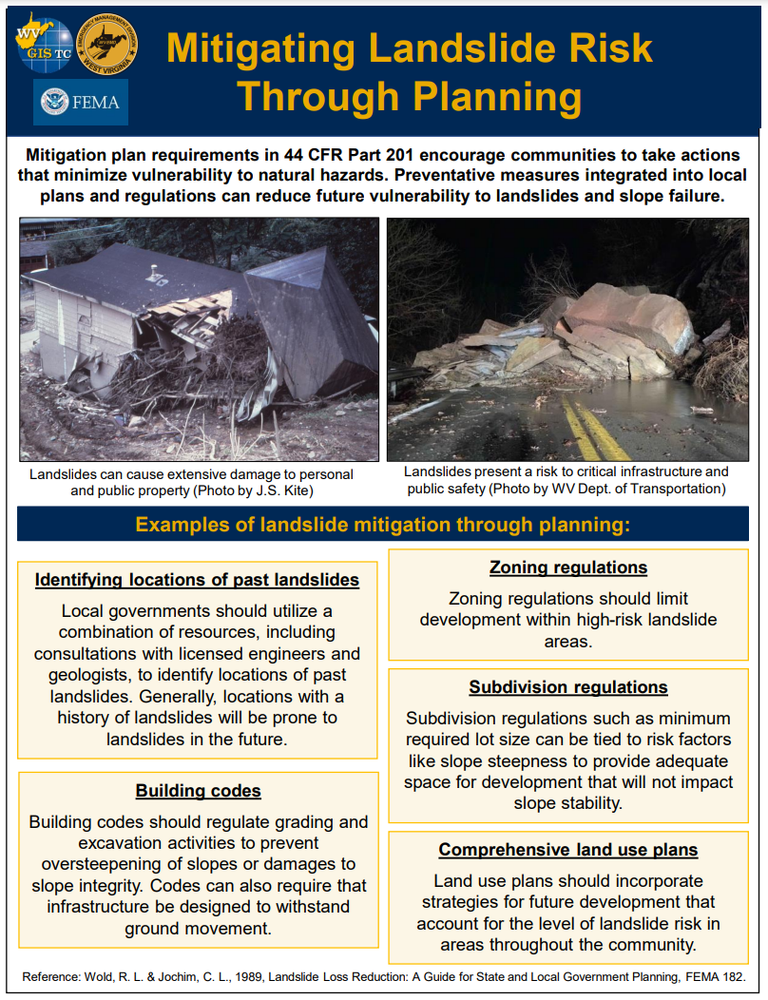 WV
GIS TC
EMERGENCY MANAGEMENT DIVISION
WEST VIRGINIA
FEMA
Mitigating Landslide Risk
Through Planning
Mitigation plan requirements in 44 CFR Part 201 encourage communities to take actions
that minimize vulnerability to natural hazards. Preventative measures integrated into local
plans and regulations can reduce future vulnerability to landslides and slope failure.
Landslides can cause extensive damage to personal
and public property (Photo by J.S. Kite)
Landslides present a risk to critical infrastructure and
public safety (Photo by WV Dept. of Transportation)
Examples of landslide mitigation through planning:
Identifying locations of past landslides
Local governments should utilize a
combination of resources, including
consultations with licensed engineers and
geologists, to identify locations of past
landslides. Generally, locations with a
history of landslides will be prone to
landslides in the future.
Building codes
Building codes should regulate grading and
excavation activities to prevent
oversteepening of slopes or damages to
slope integrity. Codes can also require that
infrastructure be designed to withstand
ground movement.
Zoning regulations
Zoning regulations should limit
development within high-risk landslide
areas.
Subdivision regulations
Subdivision regulations such as minimum
required lot size can be tied to risk factors
like slope steepness to provide adequate
space for development that will not impact
slope stability.
Comprehensive land use plans
Land use plans should incorporate
strategies for future development that
account for the level of landslide risk in
areas throughout the community.
Reference: Wold, R. L. & Jochim, C. L., 1989, Landslide Loss Reduction: A Guide for State and Local Government Planning, FEMA 182.